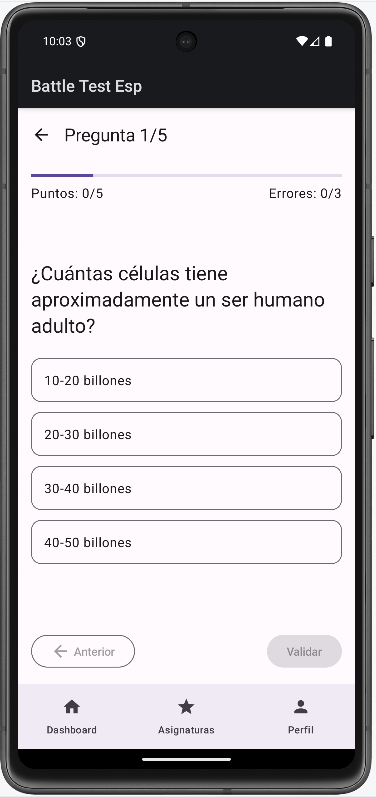 10:03
Battle Test Esp
Pregunta 1/5
Puntos: 0/5 Errores: 0/3
¿Cuántas células tiene
aproximadamente un ser humano
adulto?
10-20 billones
20-30 billones
30-40 billones
40-50 billones
Anterior Validar
Dashboard Asignaturas Perfil